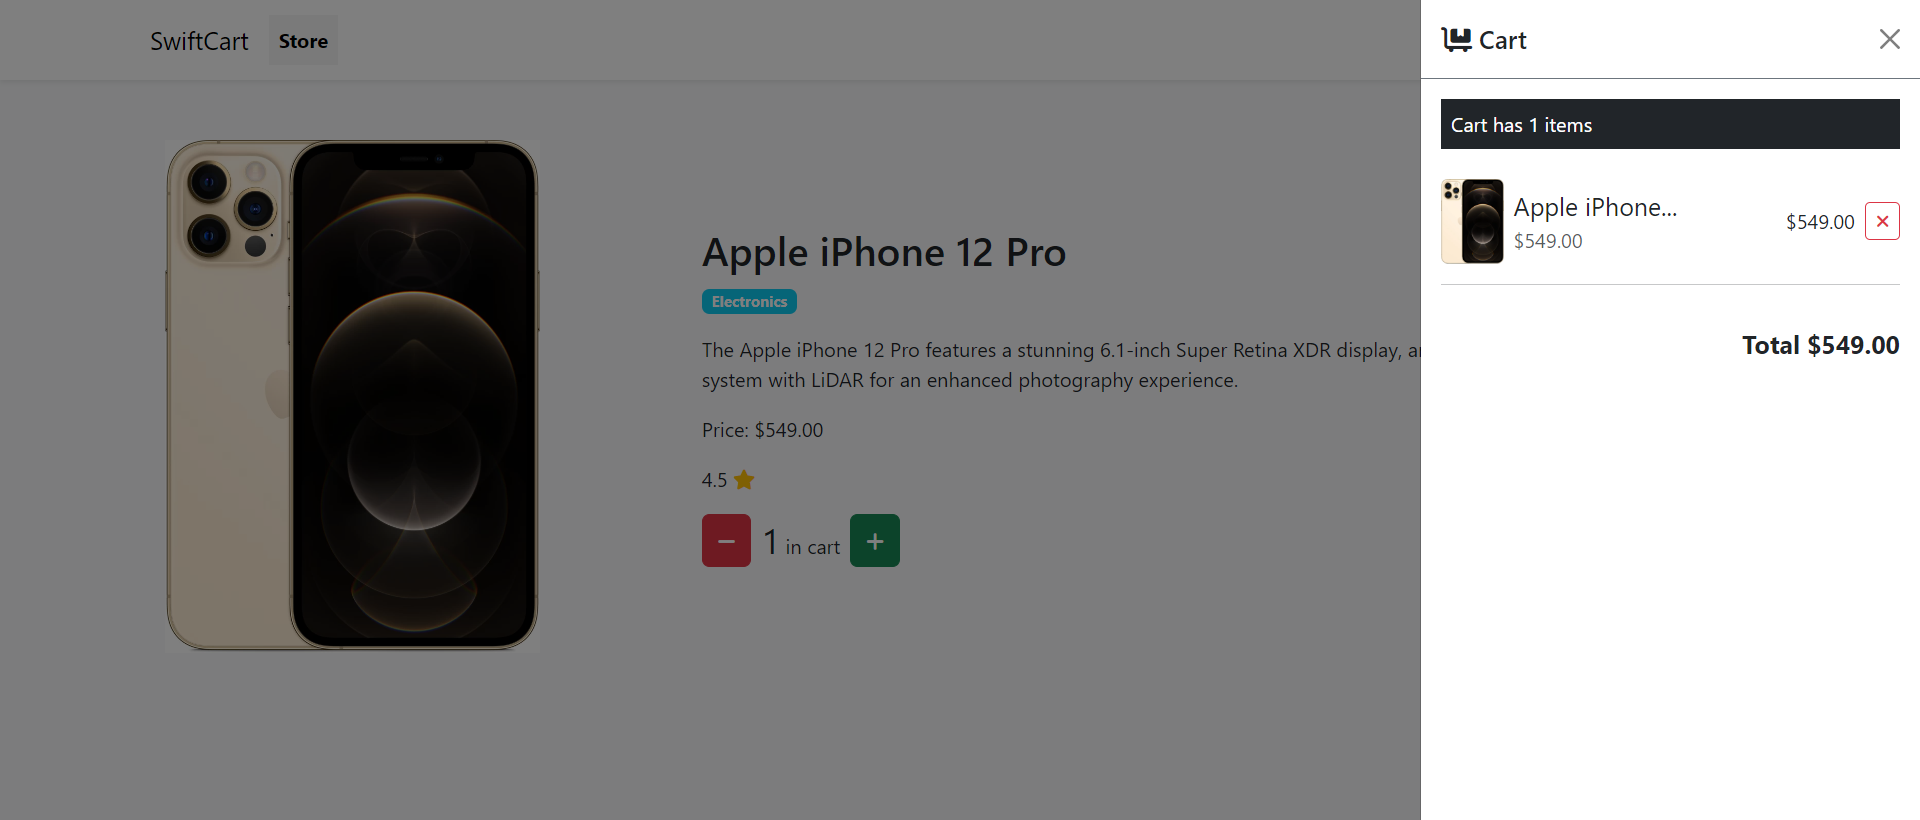 SwiftCart Store
Apple iPhone 12 Pro
Electronics
The Apple iPhone 12 Pro features a stunning 6.1-inch Super Retina XDR display,
system with LiDAR for an enhanced photography experience.
Price: $549.00
4.5
1 in cart
Cart
Cart has 1 items
Apple iPhone...
$549.00
$549.00
Total $549.00